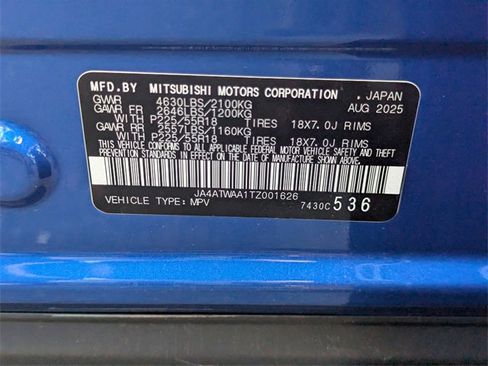 MFD.BY MITSUBISHI MOTORS CORPORATION . JAPAN
GVWR 4630LBS/2100KG AUG 2025
GAWR FR 2646LBS/1200KG
WITH P225/55R18 TIRES 18X7.0J RIMS
GAWR RR 2557LBS/1160KG
WITH P225/55R18 TIRES 18X7.0J RIMS
THIS VEHICLE CONFORMS TO ALL APPLICABLE FEDERAL
MOTOR VEHICLE SAFETY, BUMPER, AND THEFT
PREVENTION STANDARDS IN EFFECT ON THE DATE OF
MANUFACTURE SHOWN ABOVE.
JA4ATWAA1TZ001626
VEHICLE TYPE: MPV 7430C 536